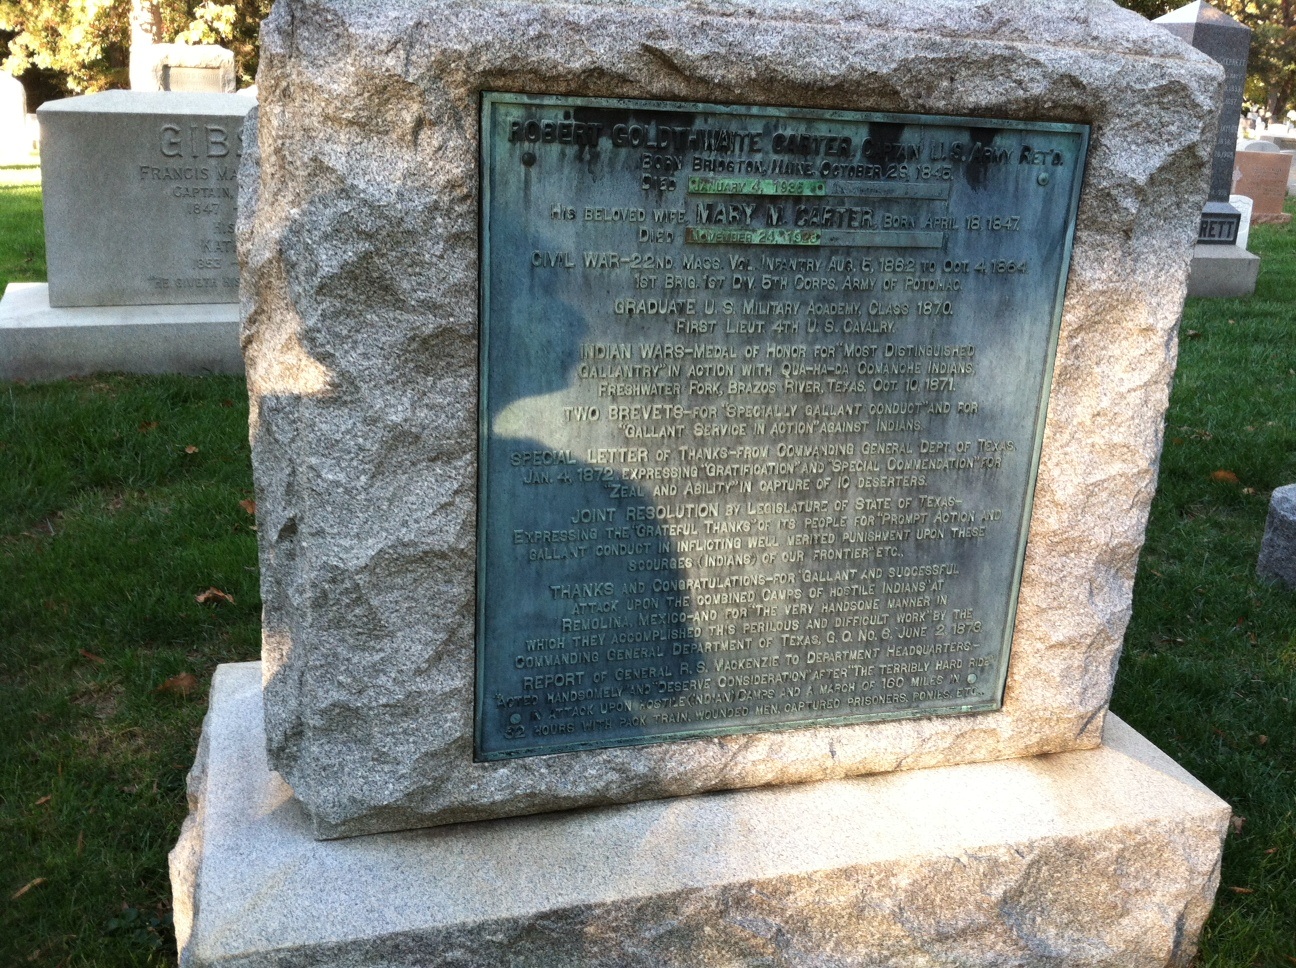 ROBERT GOLDTHWAITE CARTER, CAPTAIN U.S. ARMY RET'D.
BORN BRIDGTON, MAINE, OCTOBER 29, 1845.
DIED JANUARY 4, 1936
HIS BELOVED WIFE, MARY M. CARTER, BORN APRIL 18, 1847.
DIED NOVEMBER 24, 1923
CIVIL WAR-22ND. MASS. VOL. INFANTRY AUG. 5, 1862 TO OCT. 4, 1864.
1ST BRIG. 1ST DIV. 5TH CORPS, ARMY OF POTOMAC.
GRADUATE U. S. MILITARY ACADEMY, CLASS 1870.
FIRST LIEUT. 4TH U. S. CAVALRY.
INDIAN WARS-MEDAL OF HONOR FOR "MOST DISTINGUISHED
GALLANTRY" IN ACTION WITH QUA-HA-DA COMANCHE INDIANS,
FRESHWATER FORK, BRAZOS RIVER, TEXAS. OCT. 10, 1871.
TWO BREVETS-FOR "SPECIALLY GALLANT CONDUCT" AND FOR
"GALLANT SERVICE IN ACTION" AGAINST INDIANS.
SPECIAL LETTER OF THANKS-FROM COMMANDING GENERAL DEPT. OF TEXAS,
JAN. 4, 1872, EXPRESSING "GRATIFICATION" AND "SPECIAL COMMENDATION" FOR
"ZEAL AND ABILITY" IN CAPTURE OF 10 DESERTERS.
JOINT RESOLUTION BY LEGISLATURE OF STATE OF TEXAS-
EXPRESSING THE "GRATEFUL THANKS" OF ITS PEOPLE FOR "PROMPT ACTION AND
GALLANT CONDUCT IN INFLICTING WELL MERITED PUNISHMENT UPON THESE
SCOURGES (INDIANS) OF OUR FRONTIER" ETC.,
THANKS AND CONGRATULATIONS-FOR "GALLANT AND SUCCESSFUL
ATTACK UPON THE COMBINED CAMPS OF HOSTILE INDIANS" AT
REMOLINA, MEXICO-AND FOR "THE VERY HANDSOME MANNER IN
WHICH THEY ACCOMPLISHED THIS PERILOUS AND DIFFICULT WORK BY THE
COMMANDING GENERAL DEPARTMENT OF TEXAS, G. O. NO. 6, JUNE 2, 1873.
REPORT OF GENERAL R. S. MACKENZIE TO DEPARTMENT HEADQUARTERS.-
"ACTED HANDSOMELY AND DESERVE CONSIDERATION" AFTER "THE TERRIBLY HARD RIDE
IN ATTACK UPON HOSTILE (INDIAN) CAMPS AND A MARCH OF 160 MILES IN
32 HOURS WITH PACK TRAIN, WOUNDED MEN, CAPTURED PRISONERS, PONIES, ETC.
GIBS
FRANCIS MA
CAPTAIN,
1847
KAT
1852